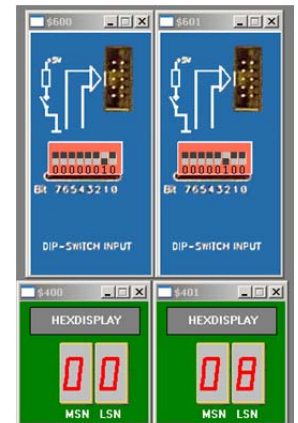 $600
$601
5V
5V
00000010
00000100
Bit 76543210
Bit 76543210
DIP-SWITCH INPUT
DIP-SWITCH INPUT
$400
$401
HEXDISPLAY
HEXDISPLAY
00
08
MSN LSN
MSN LSN